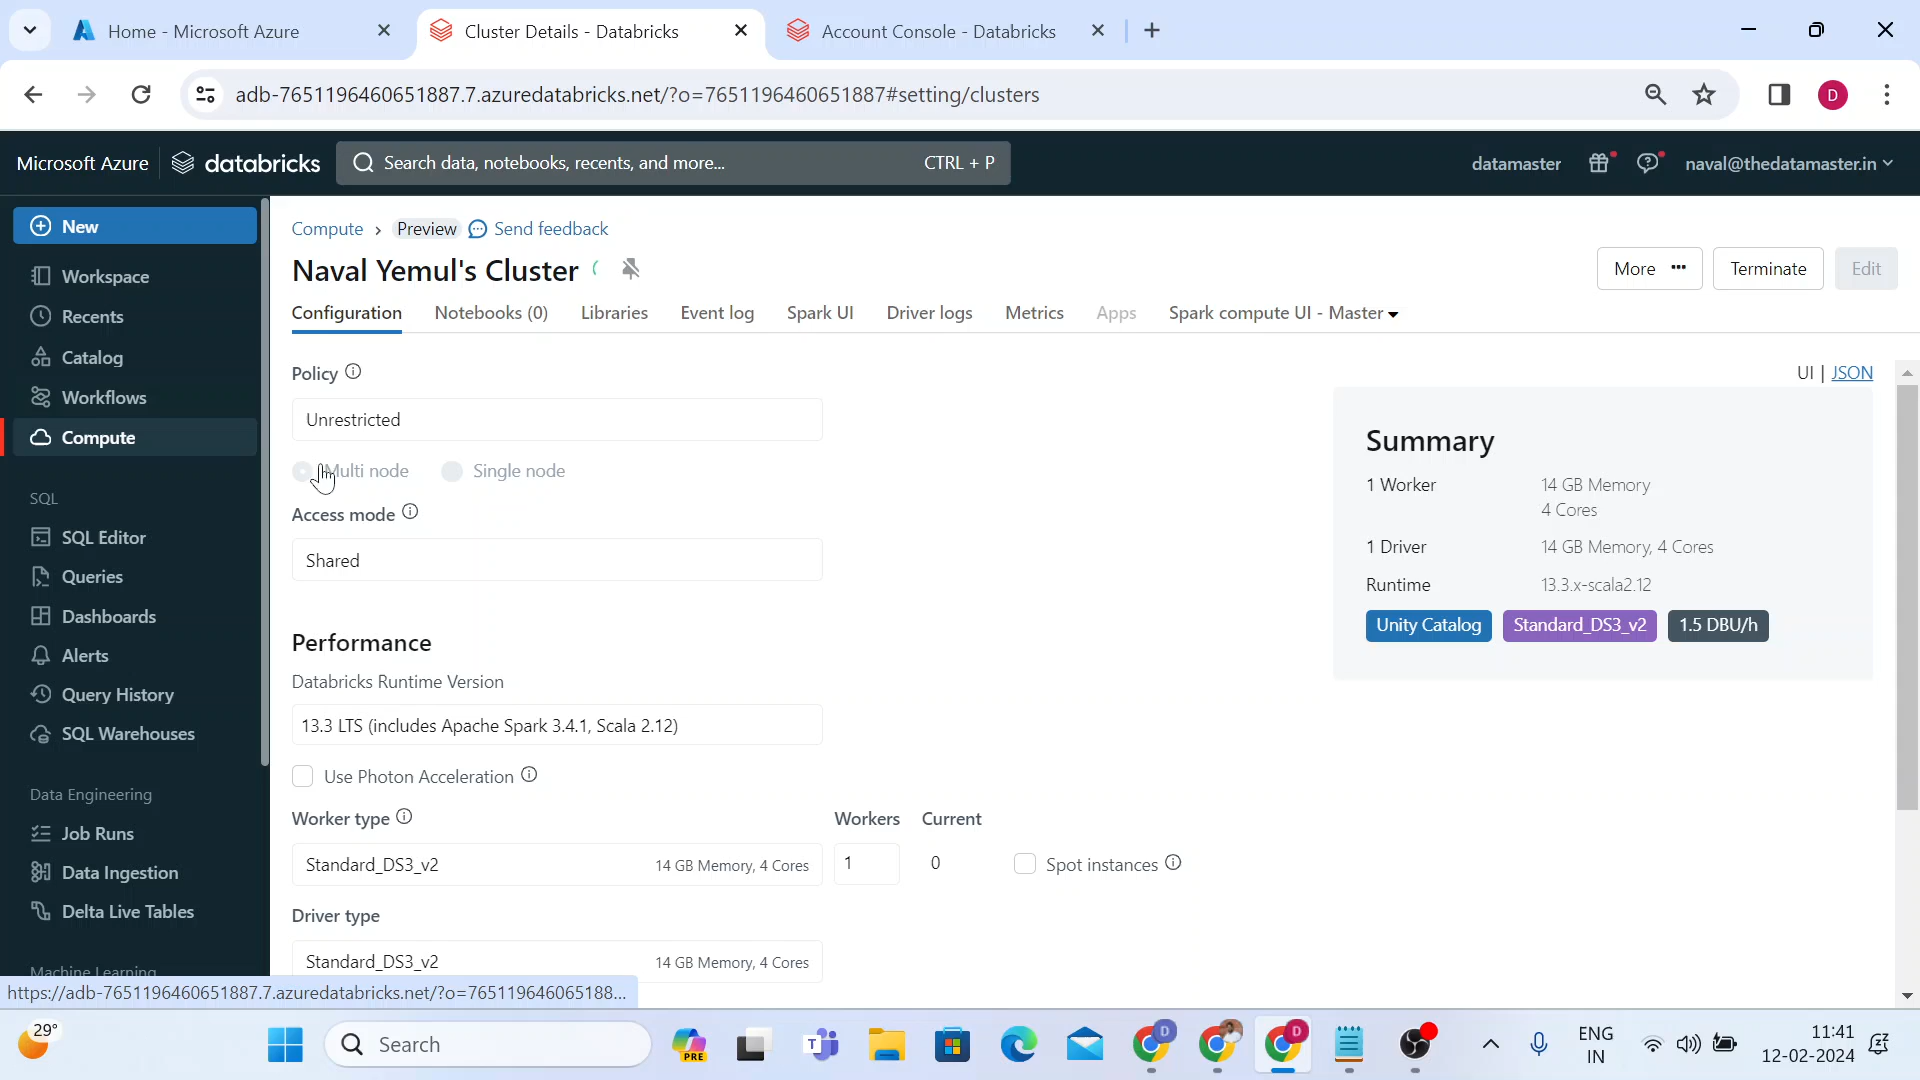 Home - Microsoft Azure
Cluster Details - Databricks
Account Console - Databricks
adb-7651196460651887.7.azuredatabricks.net/?o=7651196460651887#setting/clusters
D
Microsoft Azure
databricks
Search data, notebooks, recents, and more...
CTRL + P
datamaster
naval@thedatamaster.in
New
Workspace
Recents
Catalog
Workflows
Compute
SQL
SQL Editor
Queries
Dashboards
Alerts
Query History
SQL Warehouses
Data Engineering
Job Runs
Data Ingestion
Delta Live Tables
Machine Learning
Compute › Preview Send feedback
Naval Yemul's Cluster
More ···
Terminate
Edit
Configuration
Notebooks (0)
Libraries
Event log
Spark UI
Driver logs
Metrics
Apps
Spark compute UI - Master
Policy
UI | JSON
Unrestricted
Multi node
Single node
Access mode
Shared
Performance
Databricks Runtime Version
13.3 LTS (includes Apache Spark 3.4.1, Scala 2.12)
Use Photon Acceleration
Worker type
Workers
Current
Standard_DS3_v2
14 GB Memory, 4 Cores
1
0
Spot instances
Driver type
Standard_DS3_v2
14 GB Memory, 4 Cores
Summary
1 Worker
14 GB Memory
4 Cores
1 Driver
14 GB Memory, 4 Cores
Runtime
13.3.x-scala2.12
Unity Catalog
Standard_DS3_v2
1.5 DBU/h
https://adb-7651196460651887.7.azuredatabricks.net/?o=765119646065188...
29°
Search
PRE
D
D
ENG
IN
11:41
12-02-2024